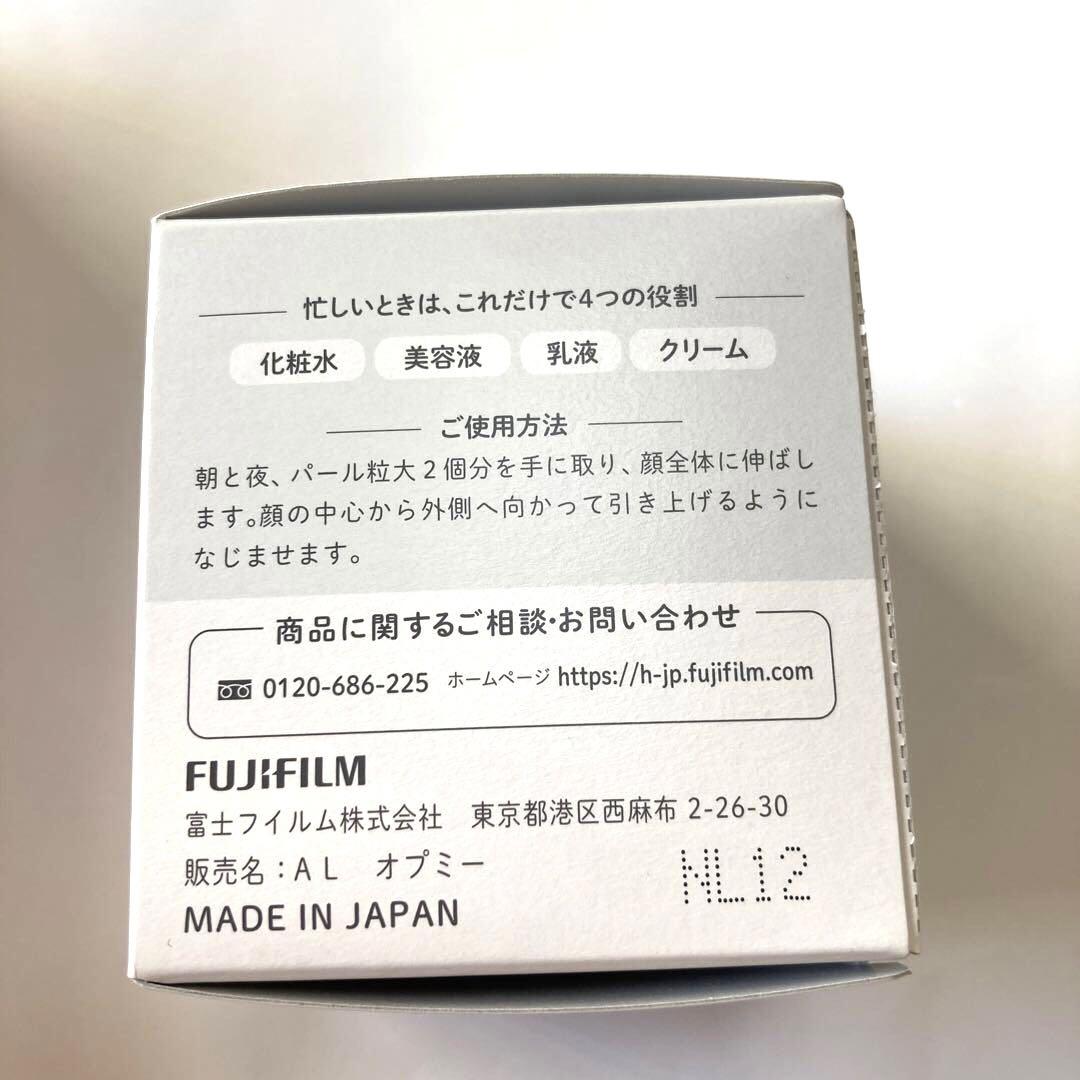 忙しいときは、これだけで4つの役割
化粧水 美容液 乳液 クリーム
ご使用方法
朝と夜、パール粒大2個分を手に取り、顔全体に伸ばし
ます。顔の中心から外側へ向かって引き上げるように
なじませます。
商品に関するご相談・お問い合わせ
0120-686-225 ホームページ https://h-jp.fujifilm.com
FUJIFILM
富士フイルム株式会社 東京都港区西麻布 2-26-30
販売名：AL オプミー
NL12
MADE IN JAPAN